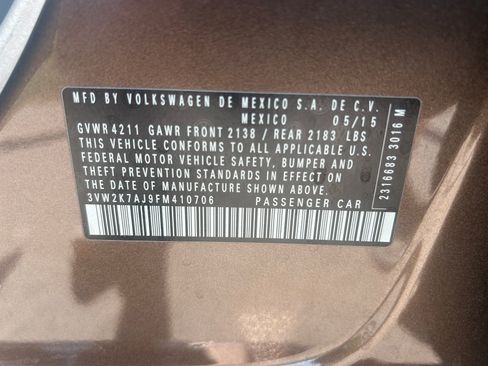 MFD BY VOLKSWAGEN DE MEXICO S.A. DE C.V.
MEXICO 05/15
GVWR 4211 GAWR FRONT 2138 / REAR 2183 LBS
THIS VEHICLE CONFORMS TO ALL APPLICABLE U.S.
FEDERAL MOTOR VEHICLE SAFETY, BUMPER AND
THEFT PREVENTION STANDARDS IN EFFECT ON
THE DATE OF MANUFACTURE SHOWN ABOVE.
3VW2K7AJ9FM410706 PASSENGER CAR
2316683 3016 M